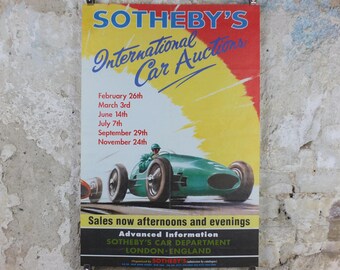 SOTHEBY'S
International
Car Auctions
February 26th
March 3rd
June 14th
July 7th
September 29th
November 24th
Sales now afternoons and evenings
Advanced Information
SOTHEBY'S CAR DEPARTMENT
LONDON-ENGLAND
SOTHEBY'S